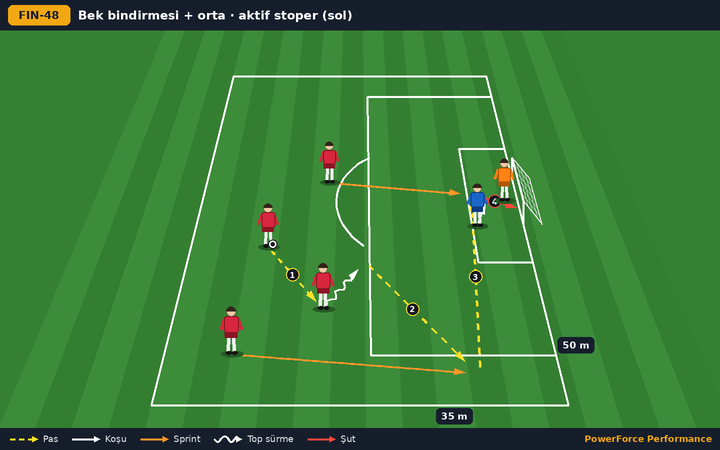 FIN-48 Bek bindirmesi + orta · aktif stoper (sol)
4
1
3
2
50 m
35 m
Pas Koşu Sprint Top sürme Şut PowerForce Performance